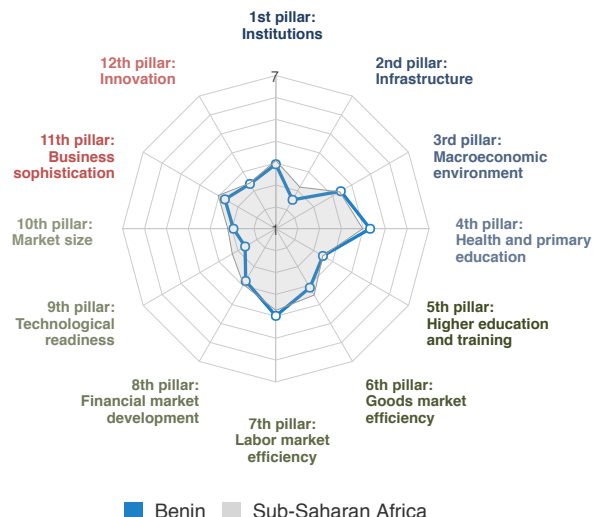 1st pillar:
Institutions
2nd pillar:
Infrastructure
3rd pillar:
Macroeconomic
environment
4th pillar:
Health and primary
education
5th pillar:
Higher education
and training
6th pillar:
Goods market
efficiency
7th pillar:
Labor market
efficiency
8th pillar:
Financial market
development
9th pillar:
Technological
readiness
10th pillar:
Market size
11th pillar:
Business
sophistication
12th pillar:
Innovation
7
1
Benin
Sub-Saharan Africa